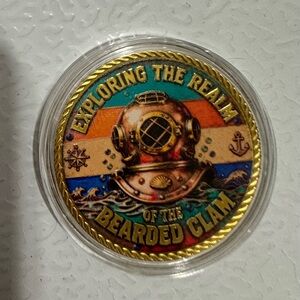 EXPLORING THE REALM
OF THE
BEARDED CLAM